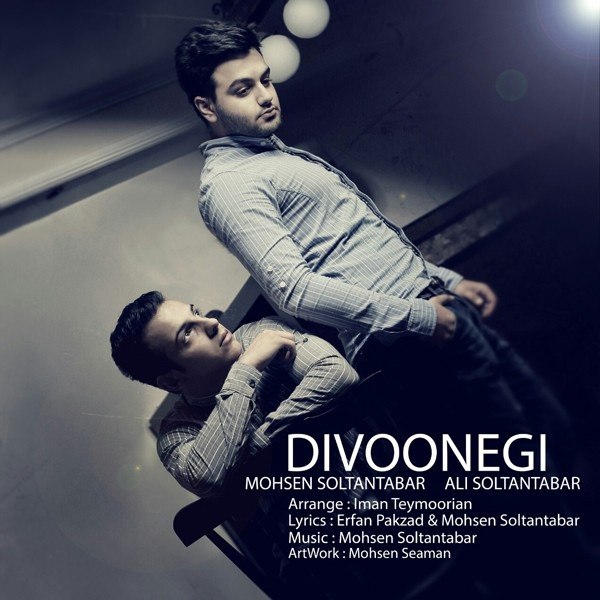 DIVOONEGI
MOHSEN SOLTANTABAR ALI SOLTANTABAR
Arrange : Iman Teymoorian
Lyrics : Erfan Pakzad & Mohsen Soltantabar
Music : Mohsen Soltantabar
ArtWork : Mohsen Seaman